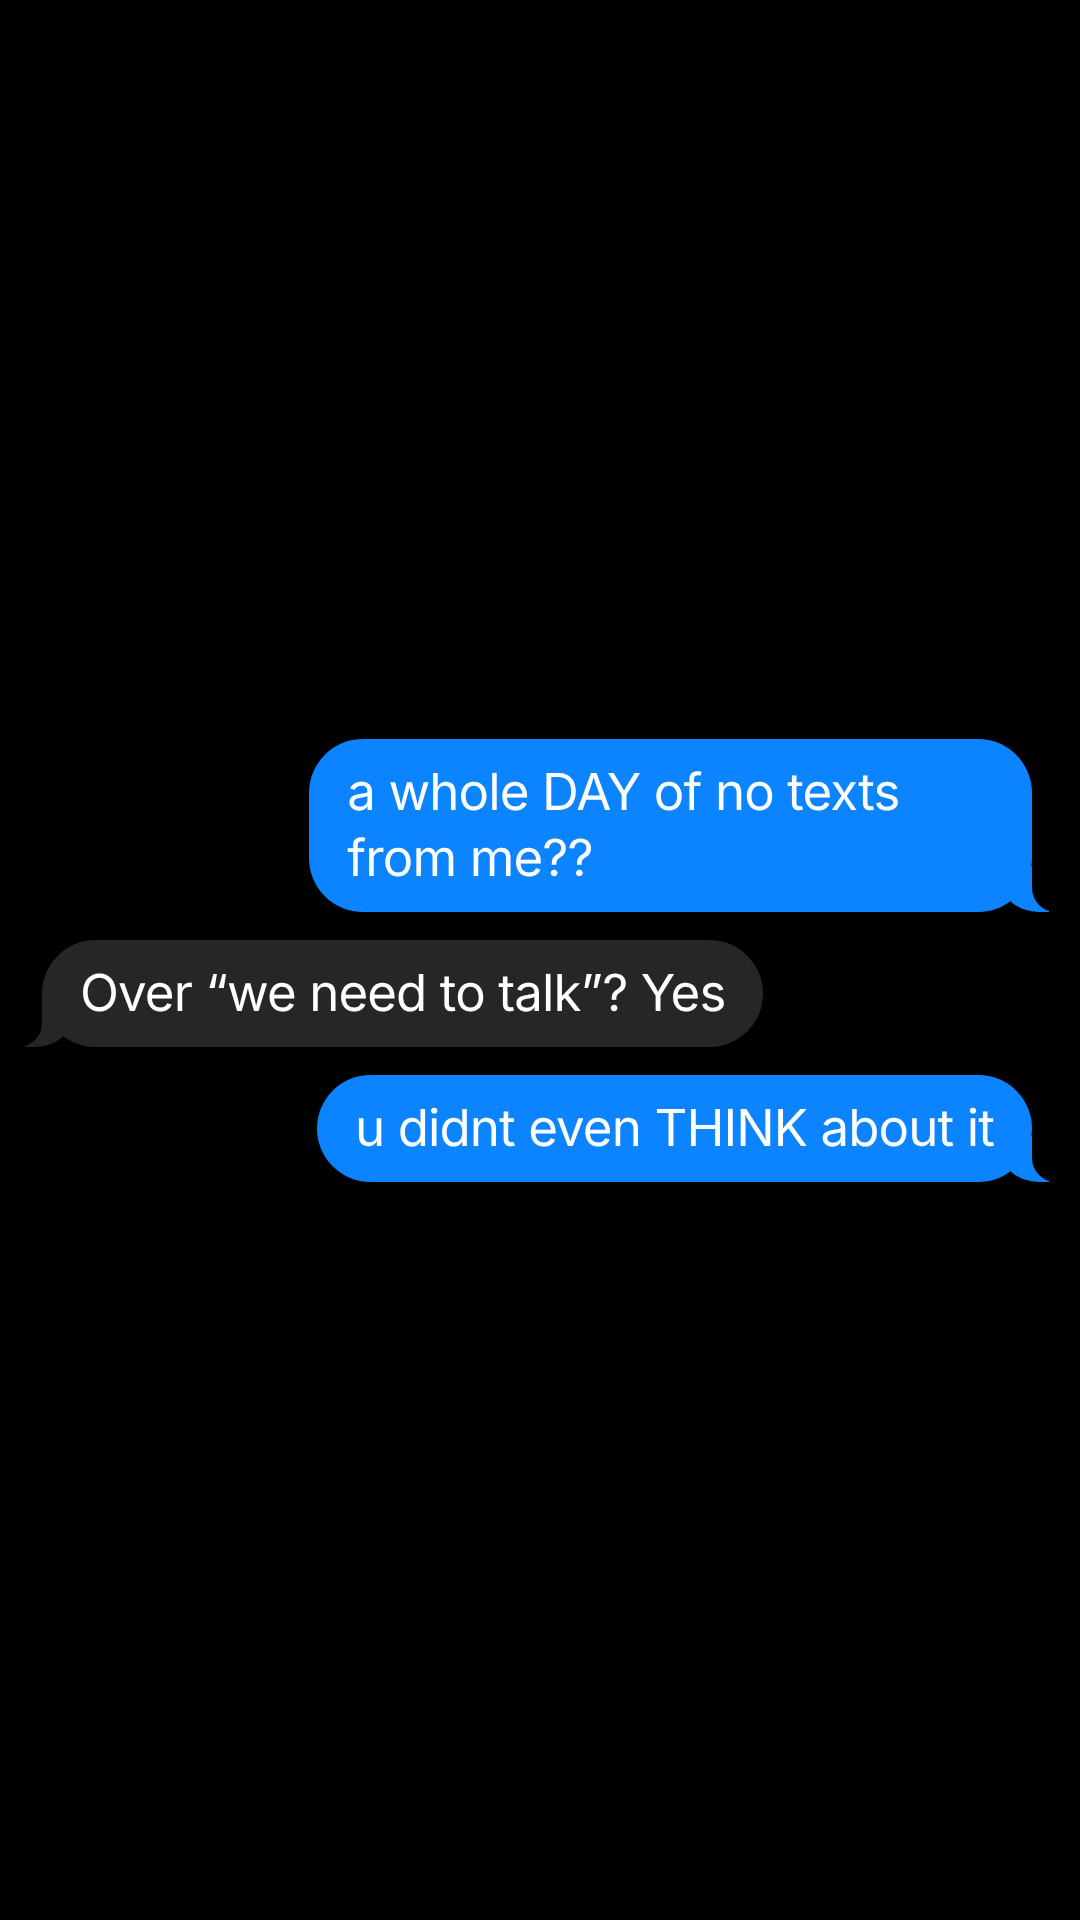 a whole DAY of no texts
from me??
Over “we need to talk”? Yes
u didnt even THINK about it